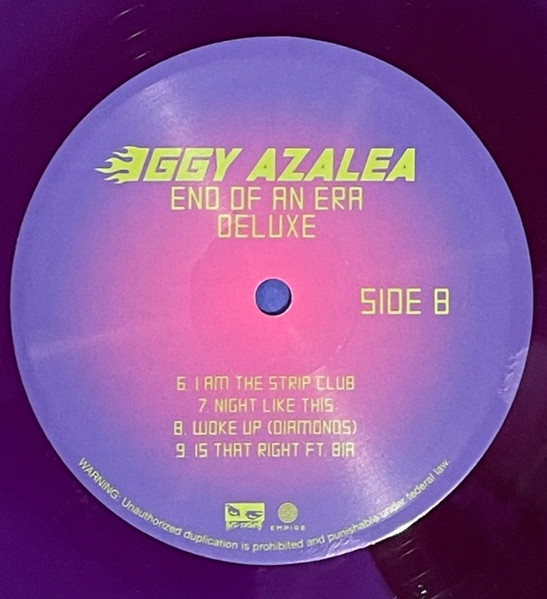 IGGY AZALEA
END OF AN ERA
DELUXE
SIDE B
6. I AM THE STRIP CLUB
7. NIGHT LIKE THIS
8. WOKE UP (DIAMONDS)
9. IS THAT RIGHT FT. BIA
EMPIRE
WARNING: Unauthorized duplication is prohibited and punishable under federal law.